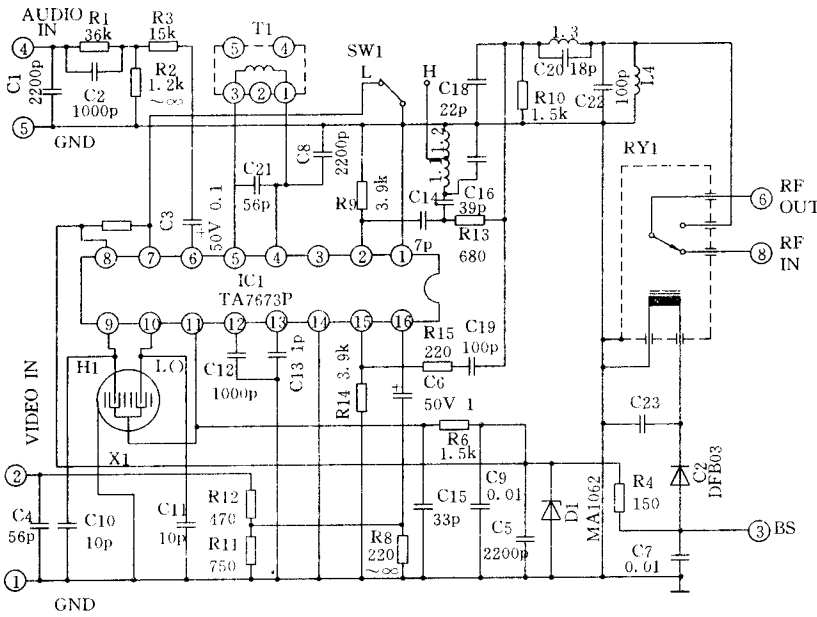 AUDIO
IN
R1
36k
R3
15k
④
C1
2200p
C2
1000p
R2
1.2k
~∞
⑤
GND
T1
⑤
④
③
②
①
SW1
L
H
C21
56p
C8
2200p
R9
3.9k
C3
50V 0.1
+
L1
L2
C14
7p
C16
39p
R13
680
C18
22p
1.3
C20
18p
R10
1.5k
C22
100p
L4
RY1
⑥
RF
OUT
⑧
RF
IN
⑧
⑦
⑥
⑤
④
③
②
①
IC1
TA7673P
⑨
⑩
⑪
⑫
⑬
⑭
⑮
⑯
H1
LO
X1
VIDEO IN
C12
1000p
C13 1p
R14 3.9k
R15
220
C19
100p
C6
50V 1
+
R6
1.5k
C23
②
C4
56p
C10
10p
C11
10p
R12
470
R11
750
R8
220
~∞
C15
33p
C9
0.01
C5
2200p
D1
MA1062
R4
150
C2
DFB03
③
BS
C7
0.01
①
GND